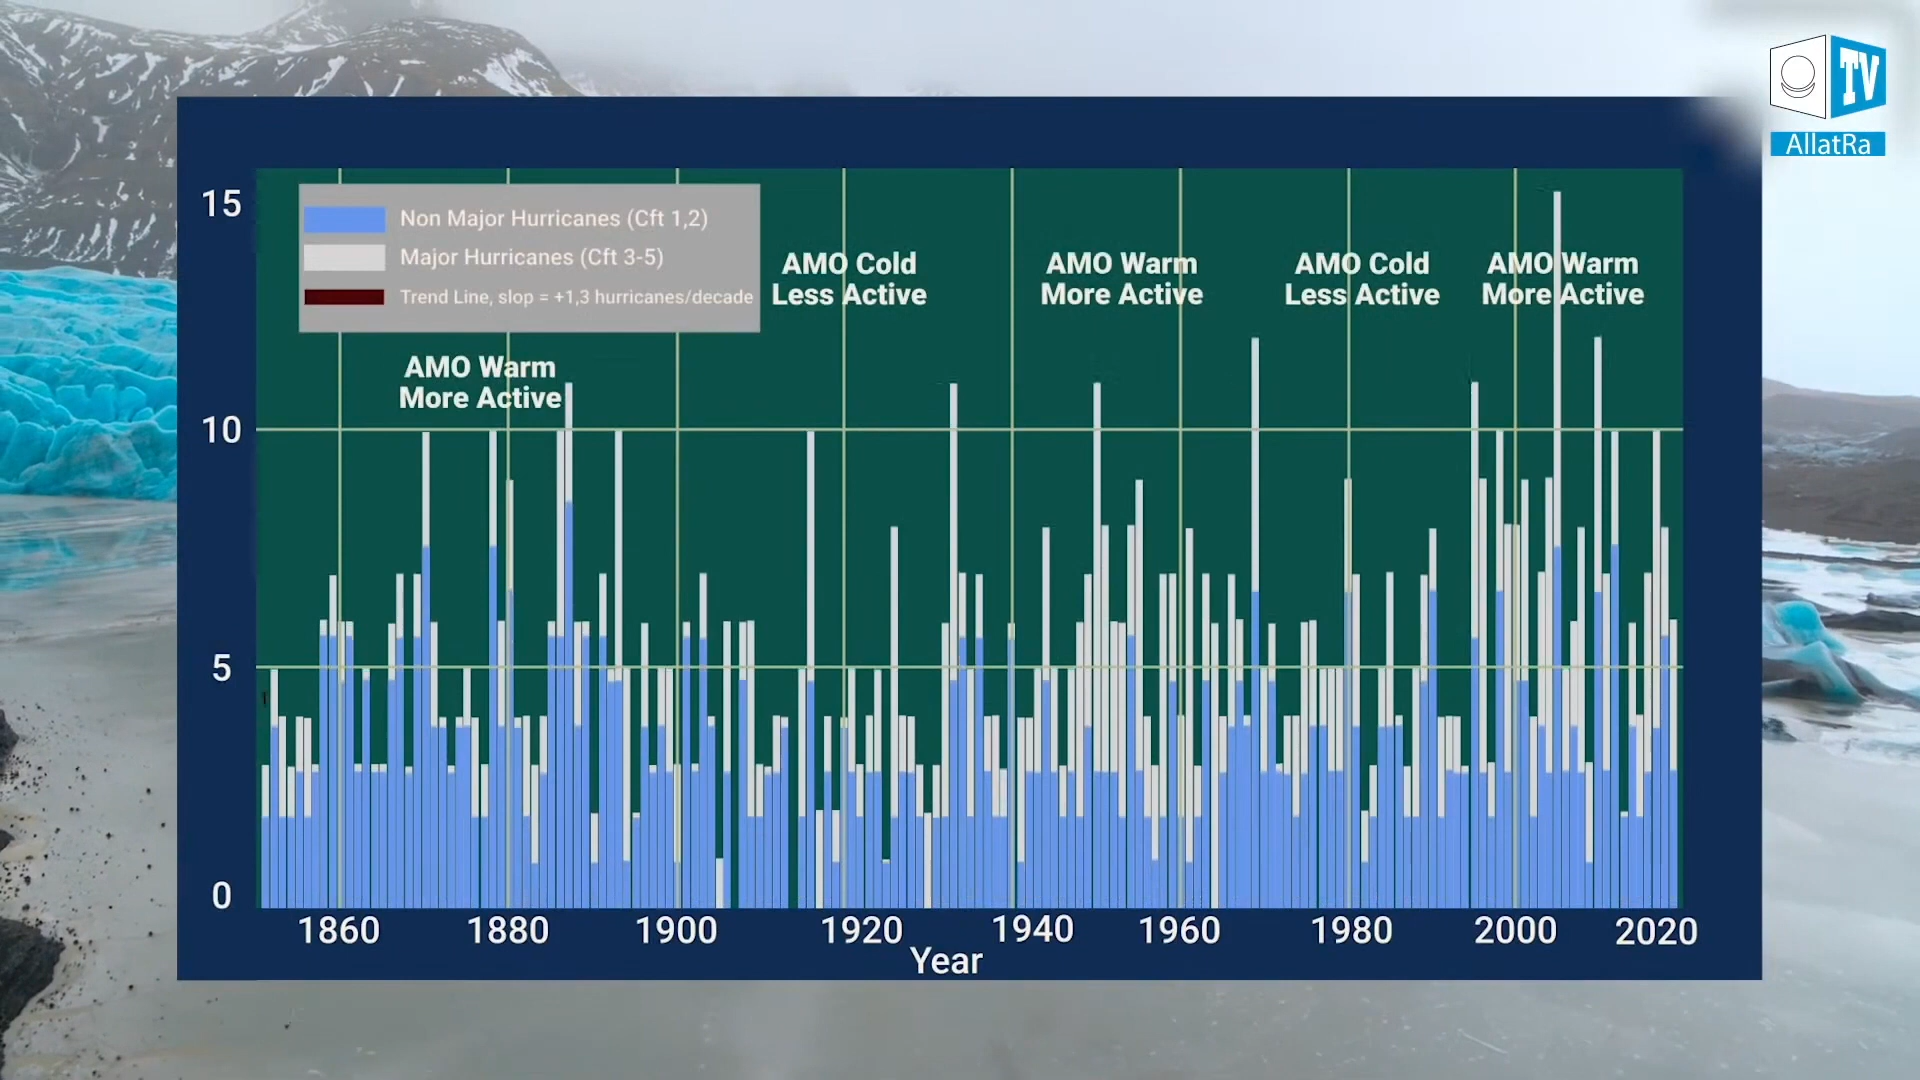 TV
AllatRa
15
Non Major Hurricanes (Cft 1,2)
Major Hurricanes (Cft 3-5)
Trend Line, slop = +1,3 hurricanes/decade
AMO Cold
Less Active
AMO Warm
More Active
AMO Cold
Less Active
AMO Warm
More Active
AMO Warm
More Active
10
5
0
1860 1880 1900 1920 1940 1960 1980 2000 2020
Year